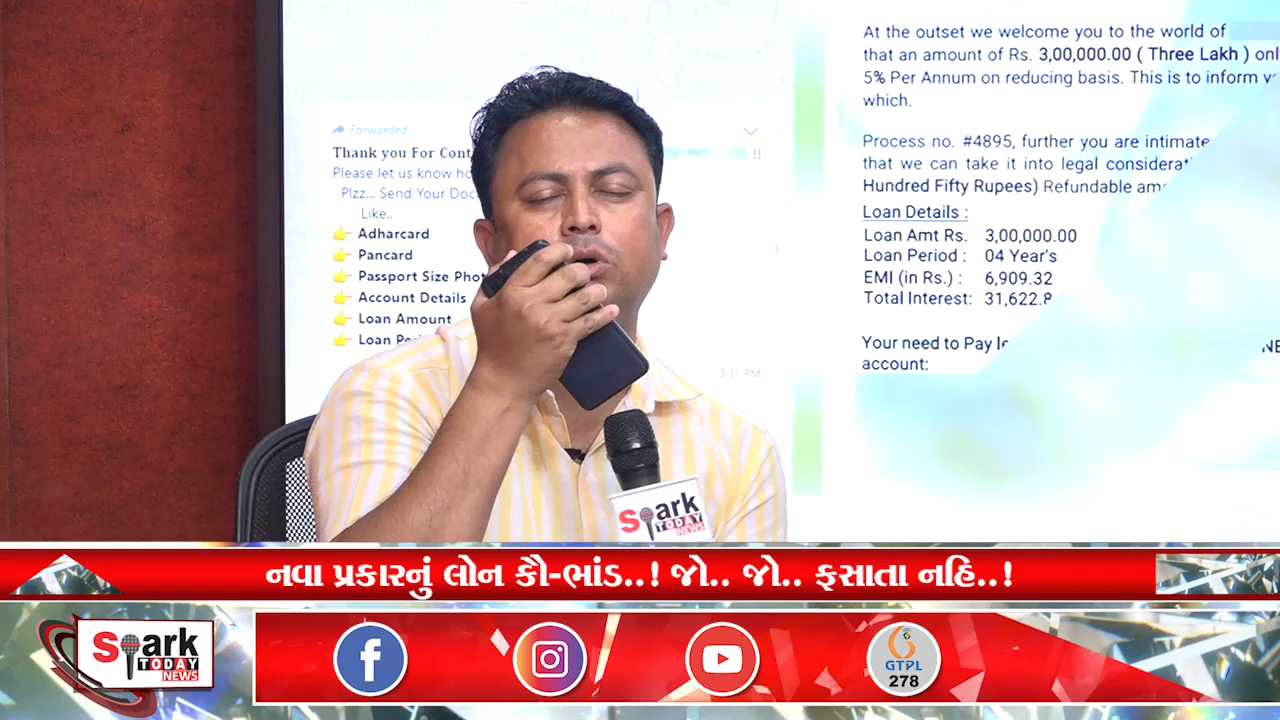 Forwarded
Thank you For Cont
!!
Please let us know
Plzz... Send Your Doc
Like..
👉 Adharcard
👉 Pancard
👉 Passport Size Phot
👉 Account Details
👉 Loan Amount
👉 Loan Pe
3:31 PM
At the outset we welcome you to the world of
that an amount of Rs. 3,00,000.00 ( Three Lakh ) onl
5% Per Annum on reducing basis. This is to inform y
which.
Process no. #4895, further you are intimate
that we can take it into legal considerati
Hundred Fifty Rupees) Refundable am
Loan Details :
Loan Amt Rs. 3,00,000.00
Loan Period : 04 Year's
EMI (in Rs.) : 6,909.32
Total Interest: 31,622.8
Your need to Pay le
NE
account:
Spark
TODAY
NEWS
નવા પ્રકારનું લોન કૌ-ભાંડ..! જો.. જો.. ફસાતા નહિ..!
Spark
TODAY
NEWS
GTPL
278